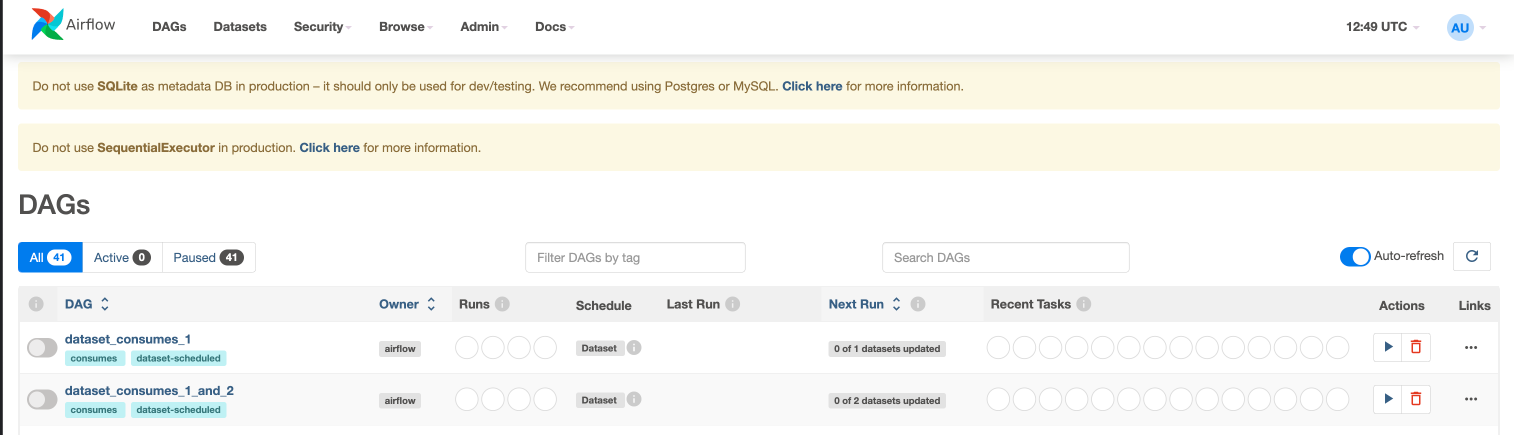 Airflow DAGs Datasets Security Browse Admin Docs 12:49 UTC AU
Do not use SQLite as metadata DB in production – it should only be used for dev/testing. We recommend using Postgres or MySQL. Click here for more information.
Do not use SequentialExecutor in production. Click here for more information.
DAGs
All 41 Active 0 Paused 41 Filter DAGs by tag Search DAGs Auto-refresh
i DAG Owner Runs i Schedule Last Run i Next Run i Recent Tasks i Actions Links
dataset_consumes_1
airflow Dataset i 0 of 1 datasets updated
consumes dataset-scheduled
dataset_consumes_1_and_2
airflow Dataset i 0 of 2 datasets updated
consumes dataset-scheduled